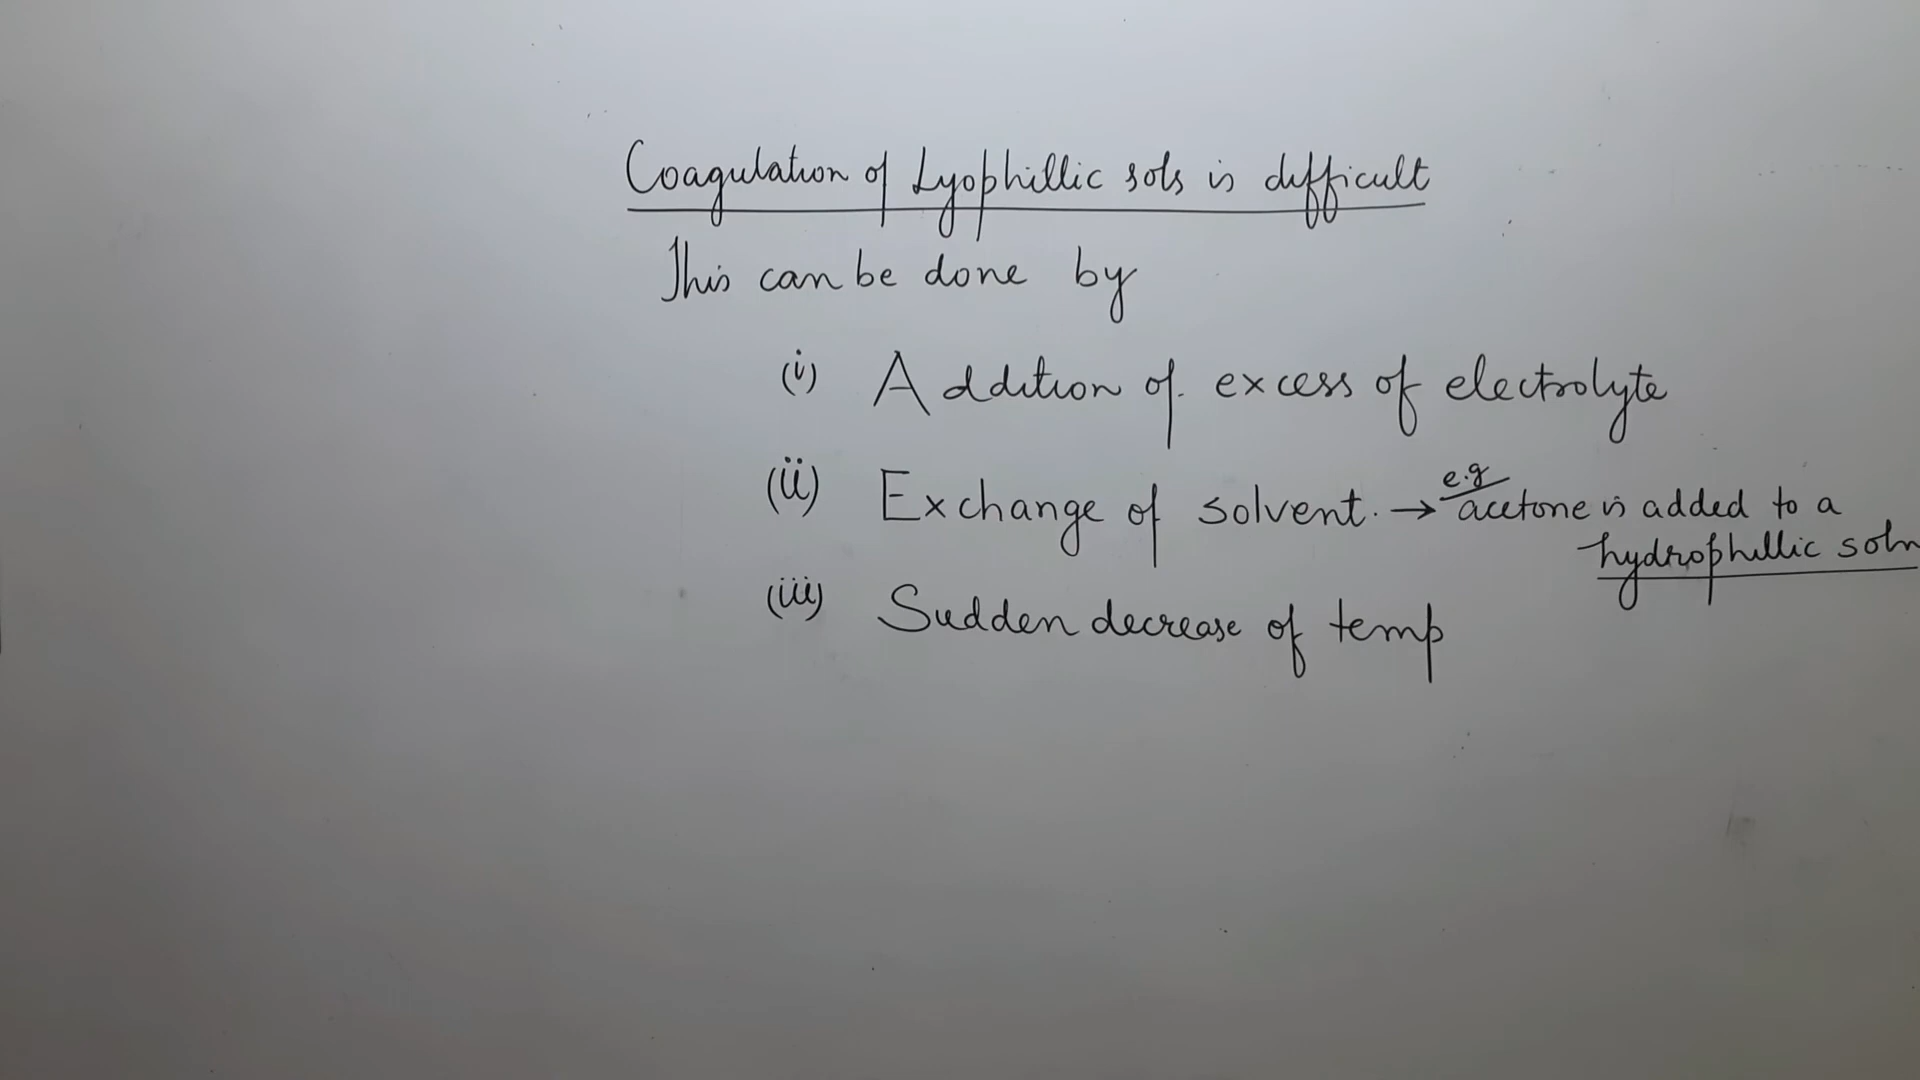 Coagulation of Lyophillic sols is difficult
This can be done by
(i) Addition of excess of electrolyte
(ii) Exchange of solvent. → e.g acetone is added to a
hydrophillic soln
(iii) Sudden decrease of temp